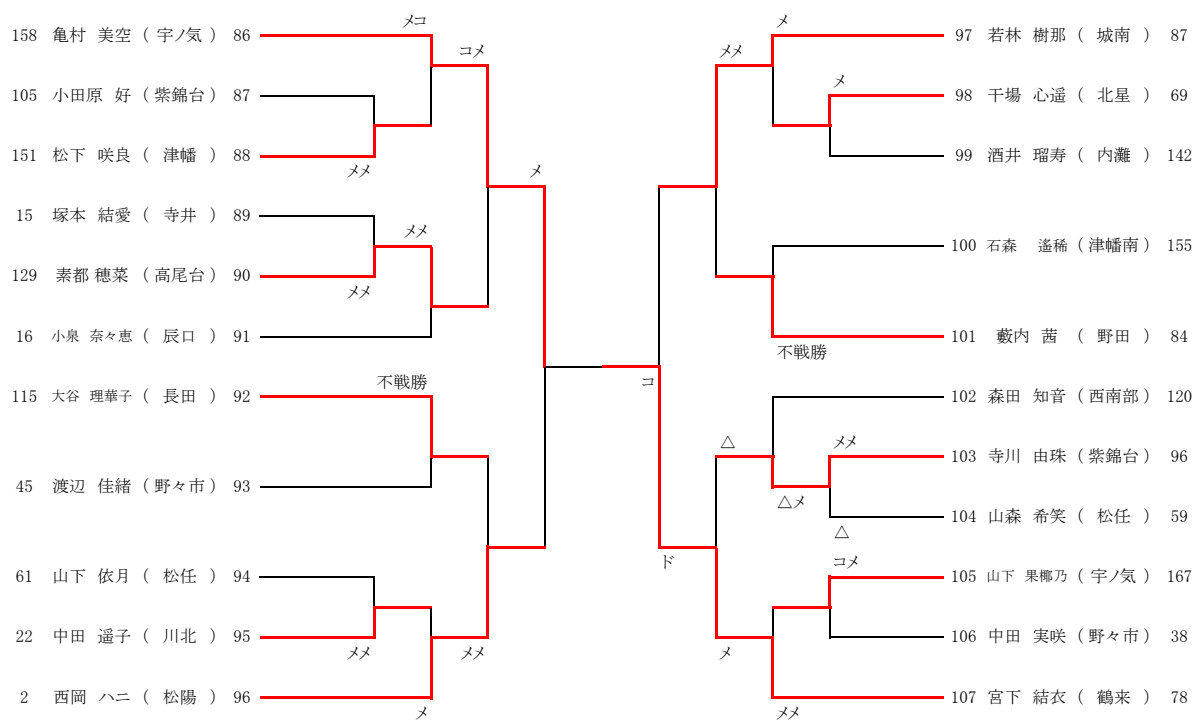 メコ
158 亀村 美空 ( 宇ノ気 ) 86
コメ
105 小田原 好 ( 紫錦台 ) 87
151 松下 咲良 ( 津幡 ) 88
メメ
メ
15 塚本 結愛 ( 寺井 ) 89
メメ
129 素都 穂菜 ( 高尾台 ) 90
メメ
16 小泉 奈々恵 ( 辰口 ) 91
不戦勝
115 大谷 理華子 ( 長田 ) 92
45 渡辺 佳緒 ( 野々市 ) 93
61 山下 依月 ( 松任 ) 94
22 中田 遥子 ( 川北 ) 95
メメ
メメ
2 西岡 ハニ ( 松陽 ) 96
メ
コ
メ
97 若林 樹那 ( 城南 ) 87
メメ
メ
98 干場 心遥 ( 北星 ) 69
99 酒井 瑠寿 ( 内灘 ) 142
100 石森 遙稀 ( 津幡南 ) 155
101 藪内 茜 ( 野田 ) 84
不戦勝
102 森田 知音 ( 西南部 ) 120
△
メメ
103 寺川 由珠 ( 紫錦台 ) 96
△メ
104 山森 希笑 ( 松任 ) 59
△
ド
コメ
105 山下 果椰乃 ( 宇ノ気 ) 167
106 中田 実咲 ( 野々市 ) 38
メ
107 宮下 結衣 ( 鶴来 ) 78
メメ